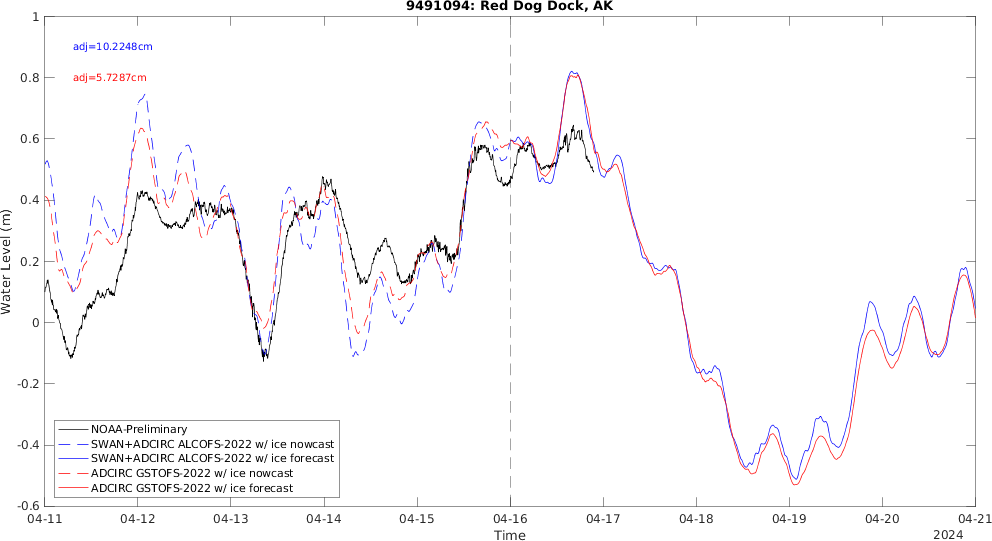 9491094: Red Dog Dock, AK
adj=10.2248cm
adj=5.7287cm
Water Level (m)
1
0.8
0.6
0.4
0.2
0
-0.2
-0.4
-0.6
NOAA-Preliminary
SWAN+ADCIRC ALCOFS-2022 w/ ice nowcast
SWAN+ADCIRC ALCOFS-2022 w/ ice forecast
ADCIRC GSTOFS-2022 w/ ice nowcast
ADCIRC GSTOFS-2022 w/ ice forecast
04-11 04-12 04-13 04-14 04-15 04-16 04-17 04-18 04-19 04-20 04-21
Time
2024